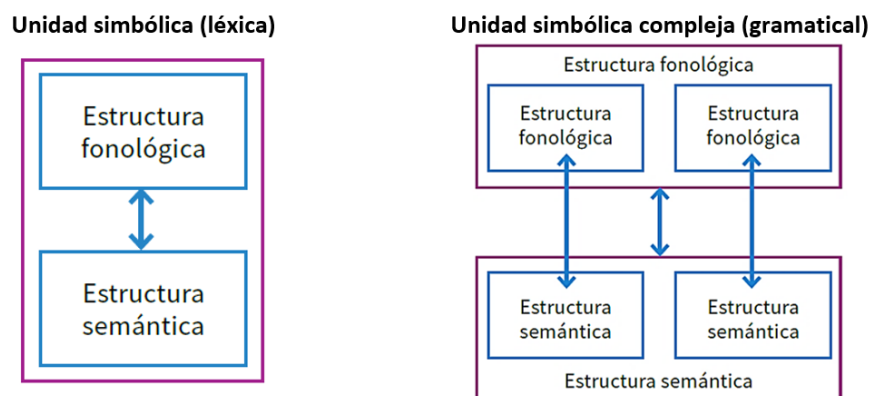 Unidad simbólica (léxica)
Estructura
fonológica
Estructura
semántica
Unidad simbólica compleja (gramatical)
Estructura fonológica
Estructura
fonológica
Estructura
fonológica
Estructura
semántica
Estructura
semántica
Estructura semántica